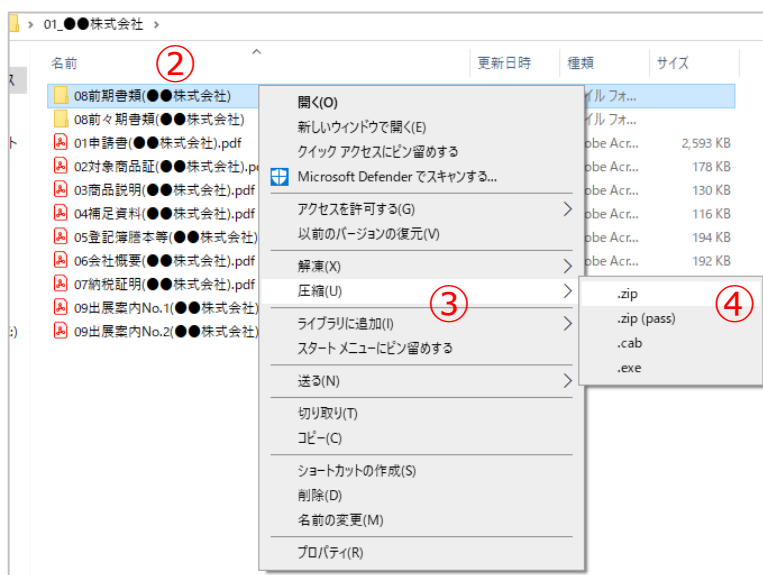 01_●●株式会社
名前 ② 更新日時 種類 サイズ
08前期書類(●●株式会社) イル フォ...
08前々期書類(●●株式会社) イル フォ...
01申請書(●●株式会社).pdf obe Acr... 2,593 KB
02対象商品証(●●株式会社).p obe Acr... 178 KB
03商品説明(●●株式会社).pdf obe Acr... 130 KB
04補足資料(●●株式会社).pdf obe Acr... 116 KB
05登記簿謄本等(●●株式会社) obe Acr... 194 KB
06会社概要(●●株式会社).pdf obe Acr... 192 KB
07納税証明(●●株式会社).pdf
09出展案内No.1(●●株式会社)
09出展案内No.2(●●株式会社)
開く(O)
新しいウィンドウで開く(E)
クイック アクセスにピン留めする
Microsoft Defender でスキャンする...
アクセスを許可する(G)
以前のバージョンの復元(V)
解凍(X)
圧縮(U) ③
ライブラリに追加(I)
スタート メニューにピン留めする
送る(N)
切り取り(T)
コピー(C)
ショートカットの作成(S)
削除(D)
名前の変更(M)
プロパティ(R)
.zip ④
.zip (pass)
.cab
.exe